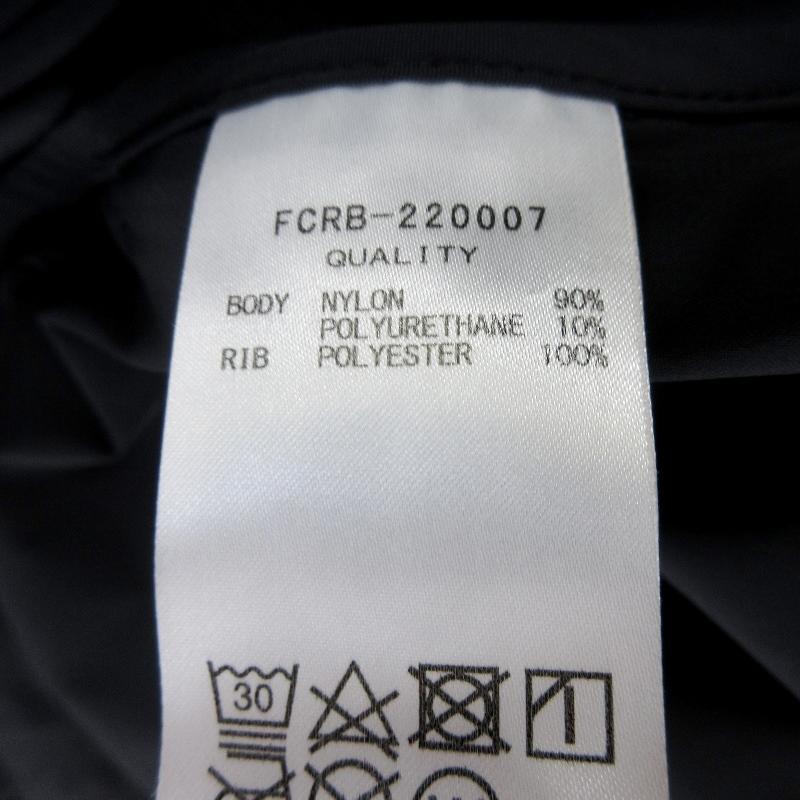 FCRB-220007
QUALITY
BODY NYLON 90%
POLYURETHANE 10%
RIB POLYESTER 100%
30